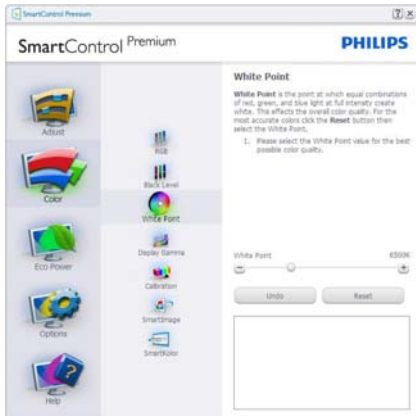 SmartControl Premium
SmartControl Premium
PHILIPS
Adjust
Color
Eco Power
Options
Help
RGB
Black Level
White Point
Display Gamma
Calibration
SmartImage
SmartKolor
White Point
White Point is the point at which equal combinations
of red, green, and blue light at full intensity create
white. This effects the overall color quality. For the
most accurate colors click the Reset button then
select the White Point.
1. Please select the White Point value for the best
possible color quality.
White Point 6500K
Undo Reset